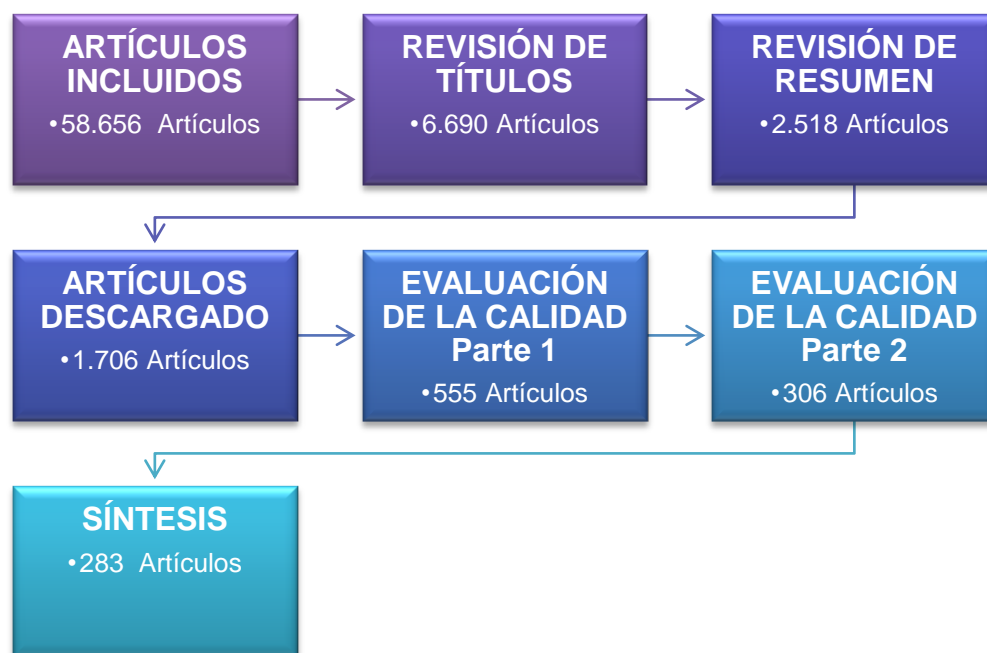 ARTÍCULOS
INCLUIDOS
•58.656 Artículos
REVISIÓN DE
TÍTULOS
•6.690 Artículos
REVISIÓN DE
RESUMEN
•2.518 Artículos
ARTÍCULOS
DESCARGADO
•1.706 Artículos
EVALUACIÓN
DE LA CALIDAD
Parte 1
•555 Artículos
EVALUACIÓN
DE LA CALIDAD
Parte 2
•306 Artículos
SÍNTESIS
•283 Artículos